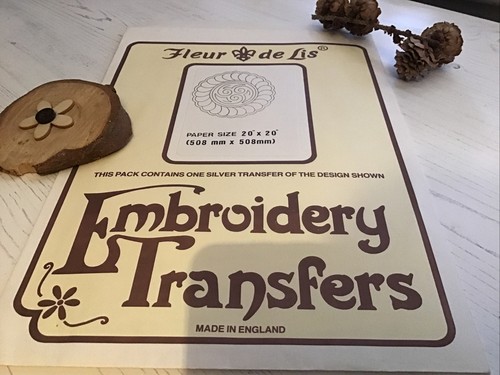 Fleur de Lis®
PAPER SIZE 20" x 20"
(508 mm x 508mm)
THIS PACK CONTAINS ONE SILVER TRANSFER OF THE DESIGN SHOWN
Embroidery
Transfers
MADE IN ENGLAND